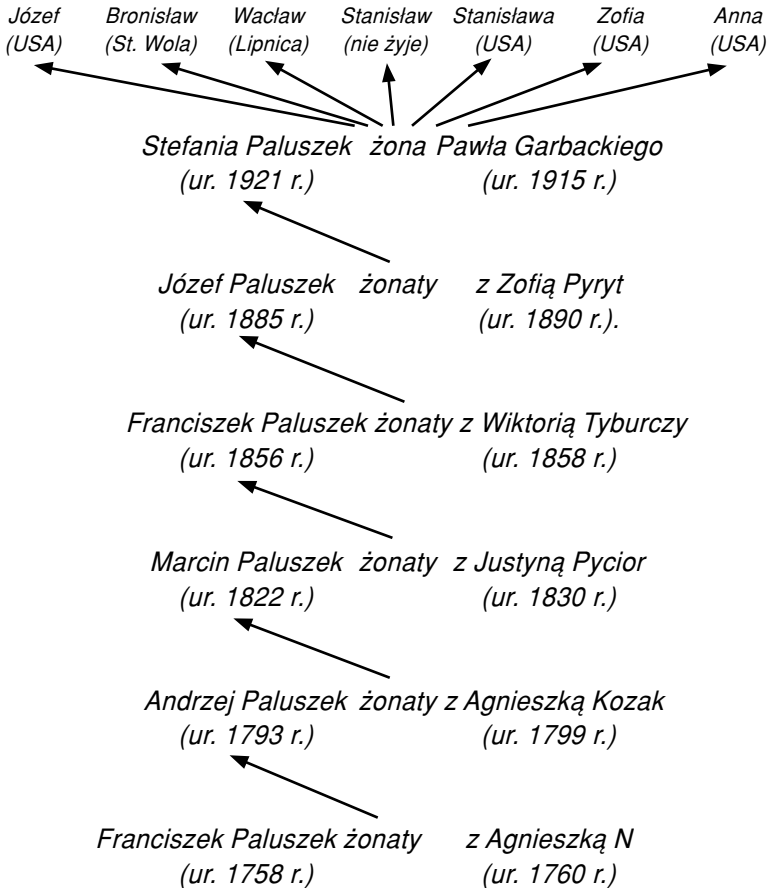 Józef Bronisław Wacław Stanisław Stanisława Zofia Anna
(USA) (St. Wola) (Lipnica) (nie żyje) (USA) (USA) (USA)
Stefania Paluszek żona Pawła Garbackiego
(ur. 1921 r.) (ur. 1915 r.)
Józef Paluszek żonaty z Zofią Pyryt
(ur. 1885 r.) (ur. 1890 r.).
Franciszek Paluszek żonaty z Wiktorią Tyburczy
(ur. 1856 r.) (ur. 1858 r.)
Marcin Paluszek żonaty z Justyną Pycior
(ur. 1822 r.) (ur. 1830 r.)
Andrzej Paluszek żonaty z Agnieszką Kozak
(ur. 1793 r.) (ur. 1799 r.)
Franciszek Paluszek żonaty z Agnieszką N
(ur. 1758 r.) (ur. 1760 r.)